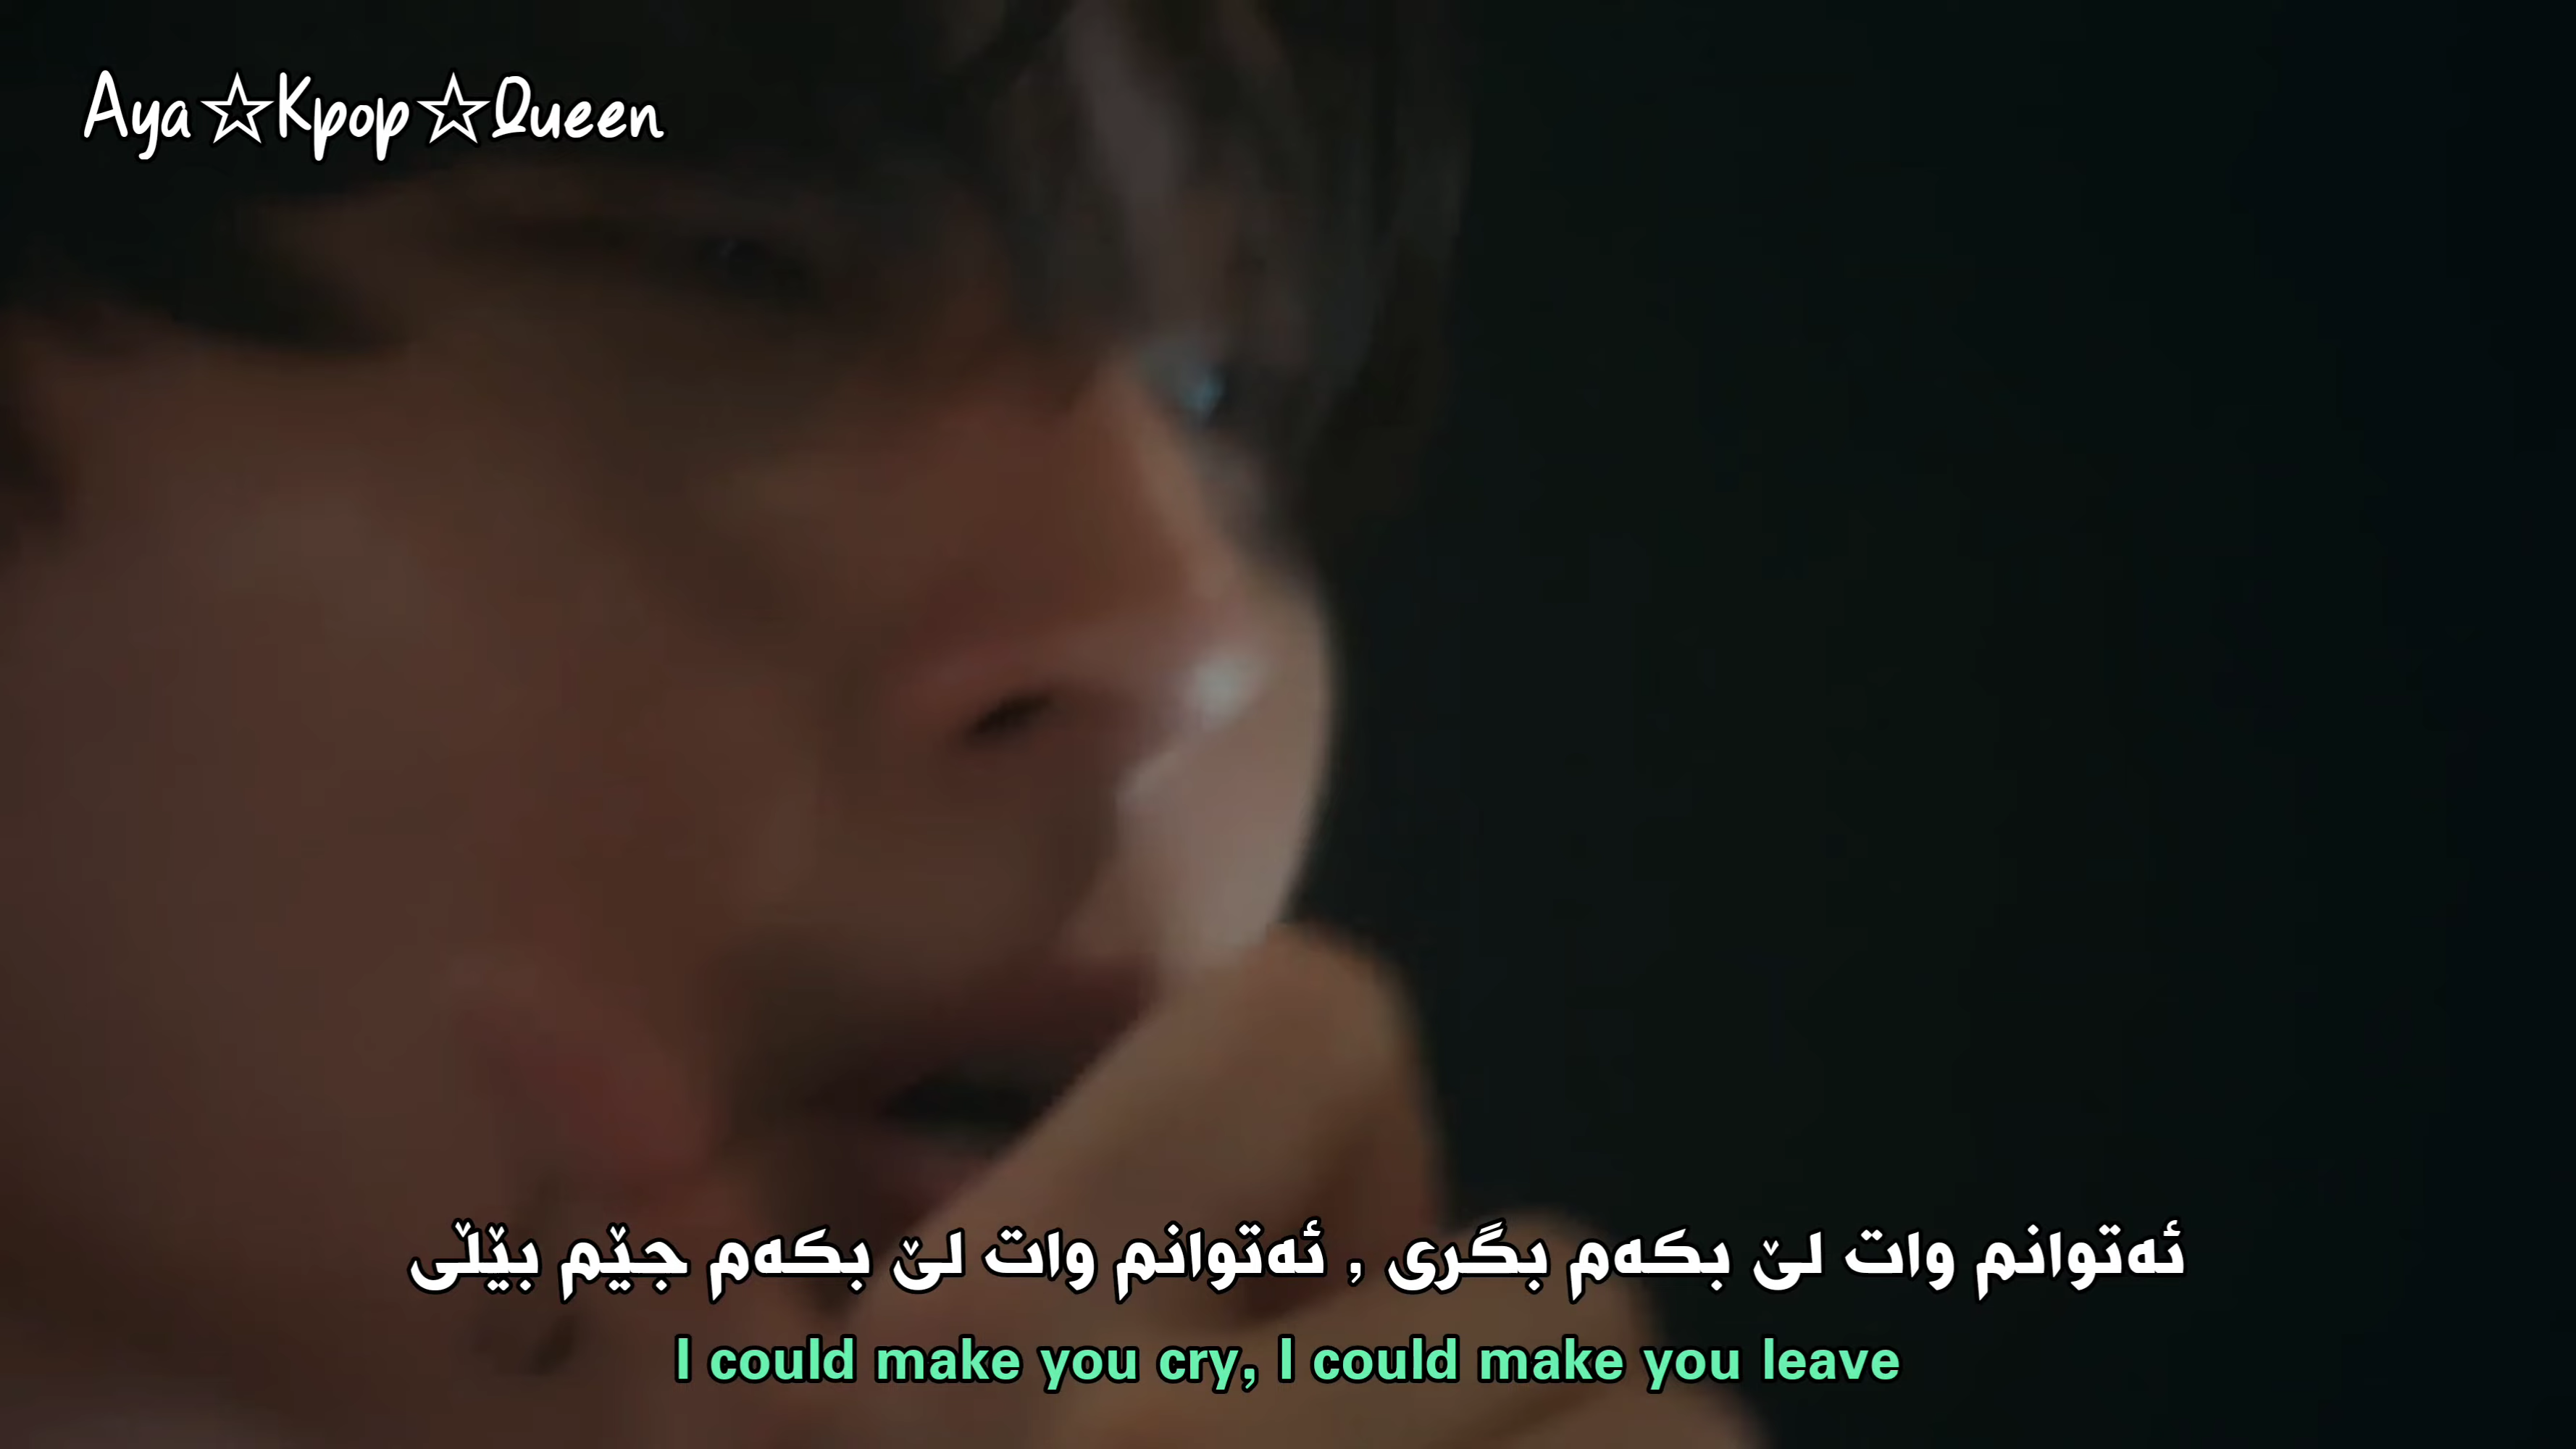 Aya☆Kpop☆Queen
ئەتوانم وات لێ بکەم بگری , ئەتوانم وات لێ بکەم جێم بێڵی
I could make you cry, I could make you leave